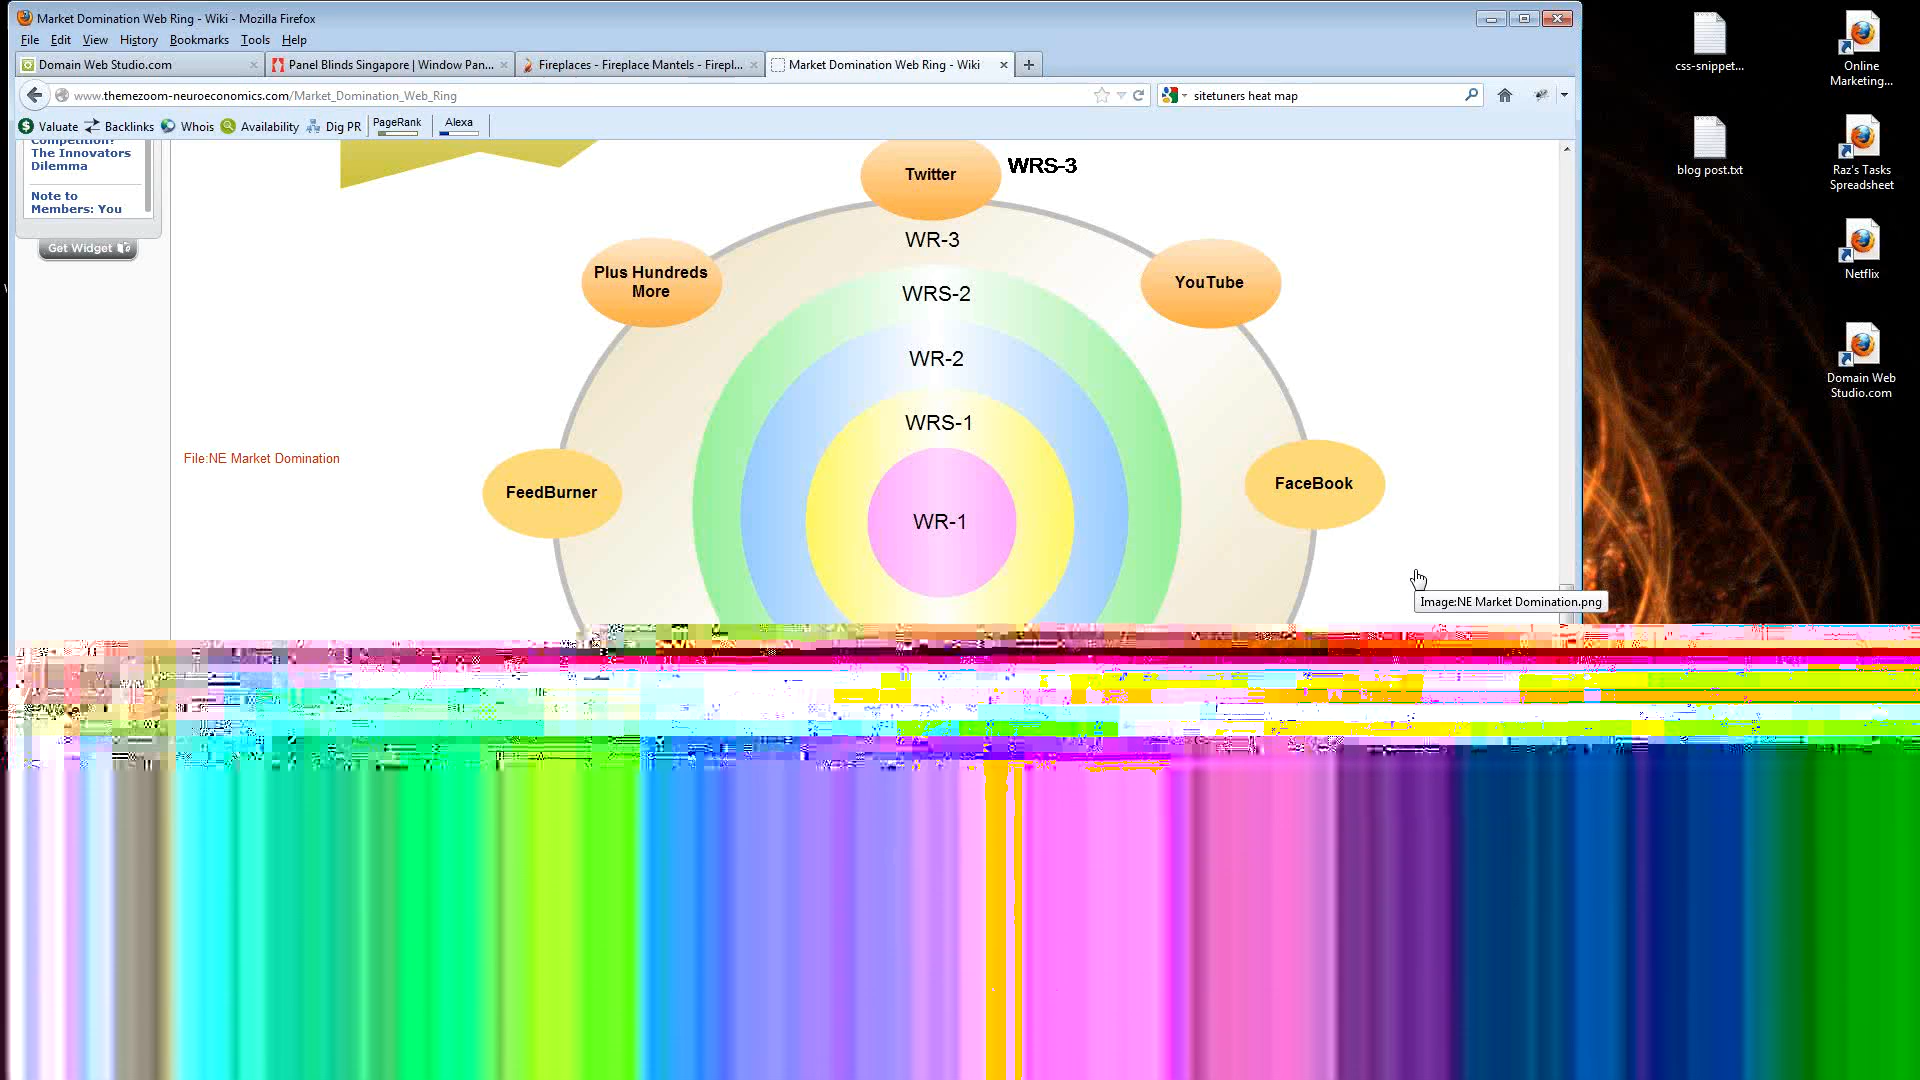 Market Domination Web Ring - Wiki - Mozilla Firefox
File Edit View History Bookmarks Tools Help
Domain Web Studio.com
Panel Blinds Singapore | Window Pan...
Fireplaces - Fireplace Mantels - Firepl...
Market Domination Web Ring - Wiki
www.themezoom-neuroeconomics.com/Market_Domination_Web_Ring
sitetuners heat map
Valuate Backlinks Whois Availability Dig PR PageRank Alexa
Competition?
The Innovators
Dilemma
Note to
Members: You
Get Widget
File:NE Market Domination
Twitter
WRS-3
WR-3
Plus Hundreds
More
YouTube
WRS-2
WR-2
WRS-1
FeedBurner
FaceBook
WR-1
Image:NE Market Domination.png
css-snippet...
Online
Marketing...
blog post.txt
Raz's Tasks
Spreadsheet
Netflix
Domain Web
Studio.com